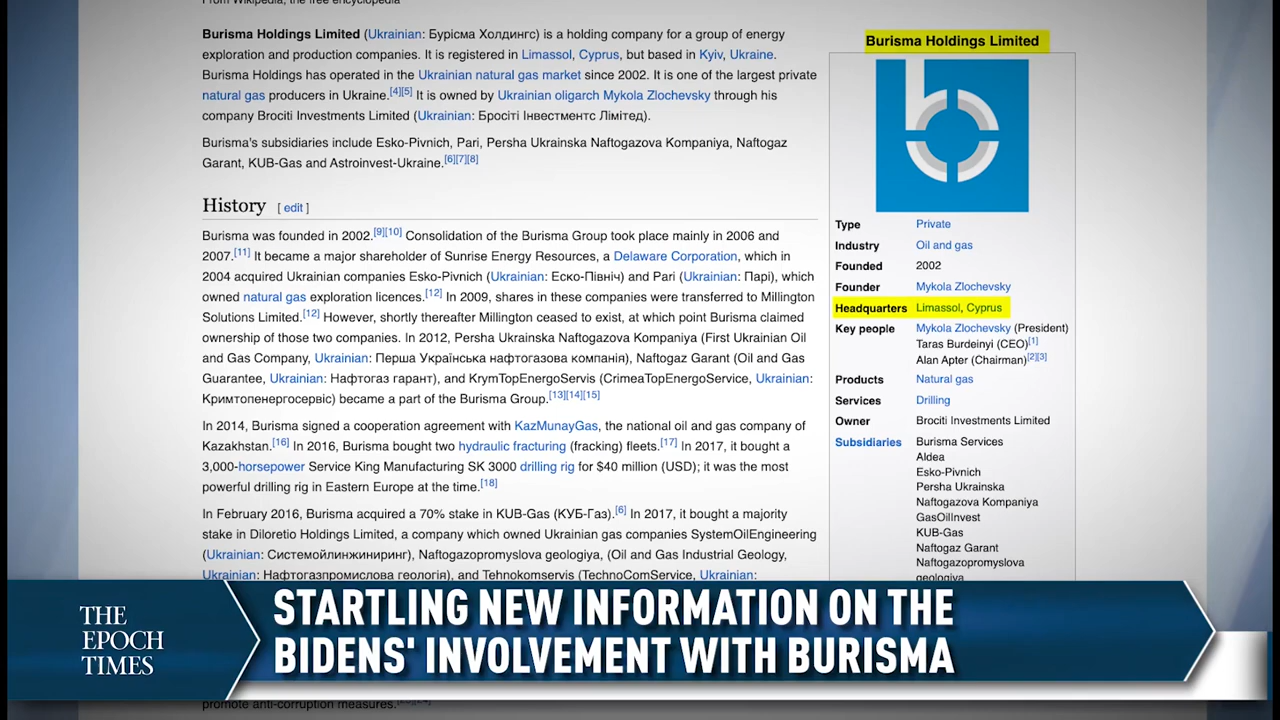 From Wikipedia, the free encyclopedia
Burisma Holdings Limited (Ukrainian: Бурісма Холдингс) is a holding company for a group of energy
exploration and production companies. It is registered in Limassol, Cyprus, but based in Kyiv, Ukraine.
Burisma Holdings has operated in the Ukrainian natural gas market since 2002. It is one of the largest private
natural gas producers in Ukraine.[4][5] It is owned by Ukrainian oligarch Mykola Zlochevsky through his
company Brociti Investments Limited (Ukrainian: Бросіті Інвестментс Лімітед).
Burisma's subsidiaries include Esko-Pivnich, Pari, Persha Ukrainska Naftogazova Kompaniya, Naftogaz
Garant, KUB-Gas and Astroinvest-Ukraine.[6][7][8]
History [ edit ]
Burisma was founded in 2002.[9][10] Consolidation of the Burisma Group took place mainly in 2006 and
2007.[11] It became a major shareholder of Sunrise Energy Resources, a Delaware Corporation, which in
2004 acquired Ukrainian companies Esko-Pivnich (Ukrainian: Еско-Північ) and Pari (Ukrainian: Парі), which
owned natural gas exploration licences.[12] In 2009, shares in these companies were transferred to Millington
Solutions Limited.[12] However, shortly thereafter Millington ceased to exist, at which point Burisma claimed
ownership of those two companies. In 2012, Persha Ukrainska Naftogazova Kompaniya (First Ukrainian Oil
and Gas Company, Ukrainian: Перша Українська нафтогазова компанія), Naftogaz Garant (Oil and Gas
Guarantee, Ukrainian: Нафтогаз гарант), and KrymTopEnergoServis (CrimeaTopEnergoService, Ukrainian:
Кримтопенергосервіс) became a part of the Burisma Group.[13][14][15]
In 2014, Burisma signed a cooperation agreement with KazMunayGas, the national oil and gas company of
Kazakhstan.[16] In 2016, Burisma bought two hydraulic fracturing (fracking) fleets.[17] In 2017, it bought a
3,000-horsepower Service King Manufacturing SK 3000 drilling rig for $40 million (USD); it was the most
powerful drilling rig in Eastern Europe at the time.[18]
In February 2016, Burisma acquired a 70% stake in KUB-Gas (КУБ-Газ).[6] In 2017, it bought a majority
stake in Diloretio Holdings Limited, a company which owned Ukrainian gas companies SystemOilEngineering
(Ukrainian: Системойлинжиниринг), Naftogazopromyslova geologiya, (Oil and Gas Industrial Geology,
Ukrainian: Нафтогазпромислова геологія), and Tehnokomservis (TechnoComService, Ukrainian:
promote anti-corruption measures.
Burisma Holdings Limited
b
Type Private
Industry Oil and gas
Founded 2002
Founder Mykola Zlochevsky
Headquarters Limassol, Cyprus
Key people Mykola Zlochevsky (President)
Taras Burdeinyi (CEO)[1]
Alan Apter (Chairman)[2][3]
Products Natural gas
Services Drilling
Owner Brociti Investments Limited
Subsidiaries Burisma Services
Aldea
Esko-Pivnich
Persha Ukrainska
Naftogazova Kompaniya
GasOilInvest
KUB-Gas
Naftogaz Garant
Naftogazopromyslova
geologiya
THE
EPOCH
TIMES
STARTLING NEW INFORMATION ON THE
BIDENS' INVOLVEMENT WITH BURISMA